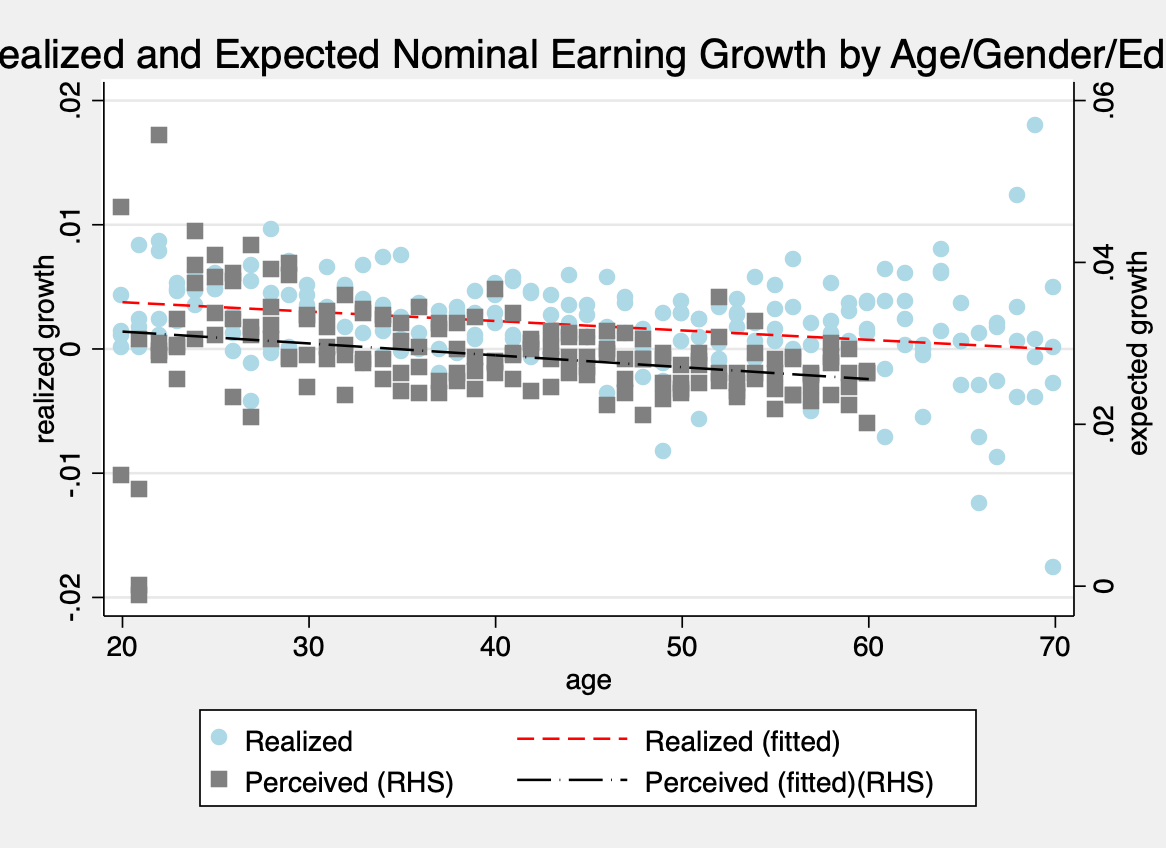 ealized and Expected Nominal Earning Growth by Age/Gender/Ed
.02
.01
0
-.01
-.02
realized growth
.06
.04
.02
0
expected growth
20 30 40 50 60 70
age
Realized Realized (fitted)
Perceived (RHS) Perceived (fitted)(RHS)